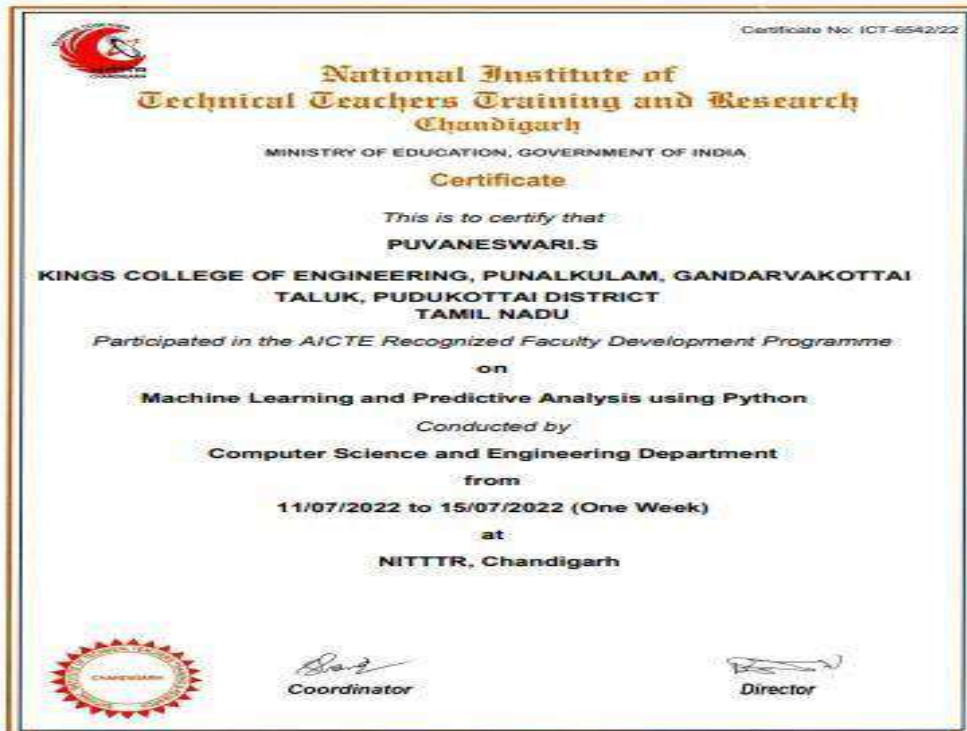 Certificate No: ICT-6542/22
CHANDIGARH
National Institute of
Technical Teachers Training and Research
Chandigarh
MINISTRY OF EDUCATION, GOVERNMENT OF INDIA
Certificate
This is to certify that
PUVANESWARI.S
KINGS COLLEGE OF ENGINEERING, PUNALKULAM, GANDARVAKOTTAI
TALUK, PUDUKOTTAI DISTRICT
TAMIL NADU
Participated in the AICTE Recognized Faculty Development Programme
on
Machine Learning and Predictive Analysis using Python
Conducted by
Computer Science and Engineering Department
from
11/07/2022 to 15/07/2022 (One Week)
at
NITTTR, Chandigarh
CHANDIGARH
Coordinator
Director